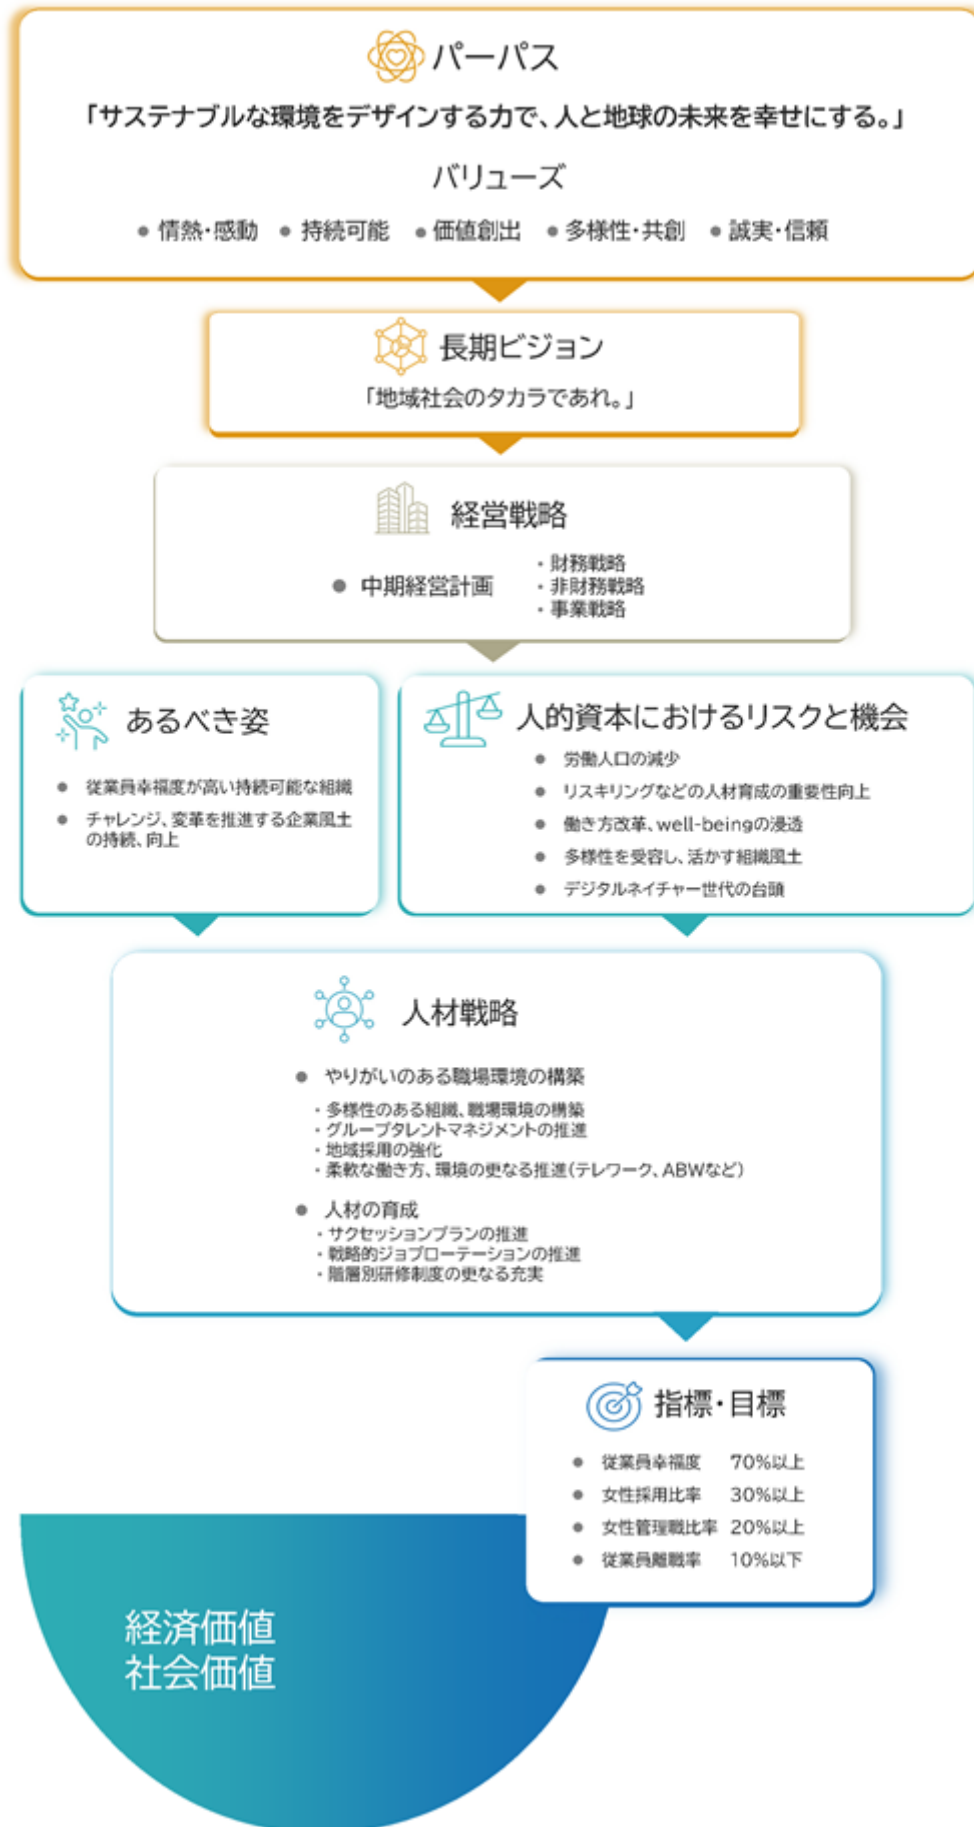 パーパス
「サステナブルな環境をデザインする力で、人と地球の未来を幸せにする。」
バリューズ
● 情熱・感動 ● 持続可能 ● 価値創出 ● 多様性・共創 ● 誠実・信頼
長期ビジョン
「地域社会のタカラであれ。」
経営戦略
● 中期経営計画
・財務戦略
・非財務戦略
・事業戦略
あるべき姿
● 従業員幸福度が高い持続可能な組織
● チャレンジ、変革を推進する企業風土
の持続、向上
人的資本におけるリスクと機会
● 労働人口の減少
● リスキリングなどの人材育成の重要性向上
● 働き方改革、well-beingの浸透
● 多様性を受容し、活かす組織風土
● デジタルネイチャー世代の台頭
人材戦略
● やりがいのある職場環境の構築
・多様性のある組織、職場環境の構築
・グループタレントマネジメントの推進
・地域採用の強化
・柔軟な働き方、環境の更なる推進(テレワーク、ABWなど)
● 人材の育成
・サクセッションプランの推進
・戦略的ジョブローテーションの推進
・階層別研修制度の更なる充実
指標・目標
● 従業員幸福度 70%以上
● 女性採用比率 30%以上
● 女性管理職比率 20%以上
● 従業員離職率 10%以下
経済価値
社会価値